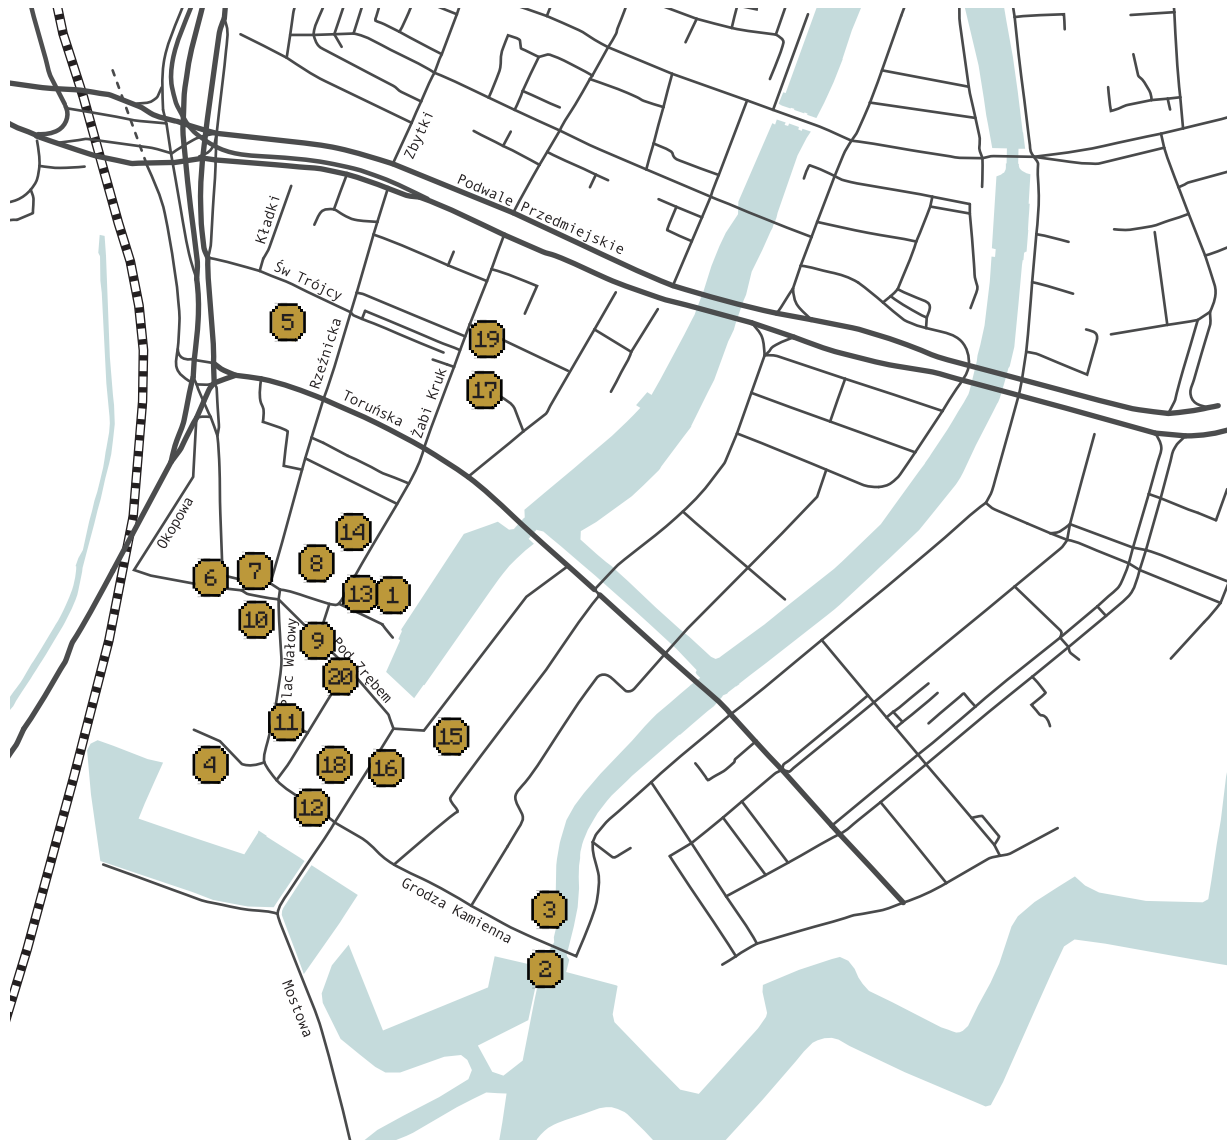 Zbytki
Podwale Przedmiejskie
Kładki
Św Trójcy
5
19
Rzeźnicka
17
Żabi Kruk
Toruńska
Okopowa
14
8
7
6
13
1
10
9
Plac Wałowy
Pod Zrębem
20
11
15
4
18
16
12
Grodza Kamienna
3
2
Mostowa